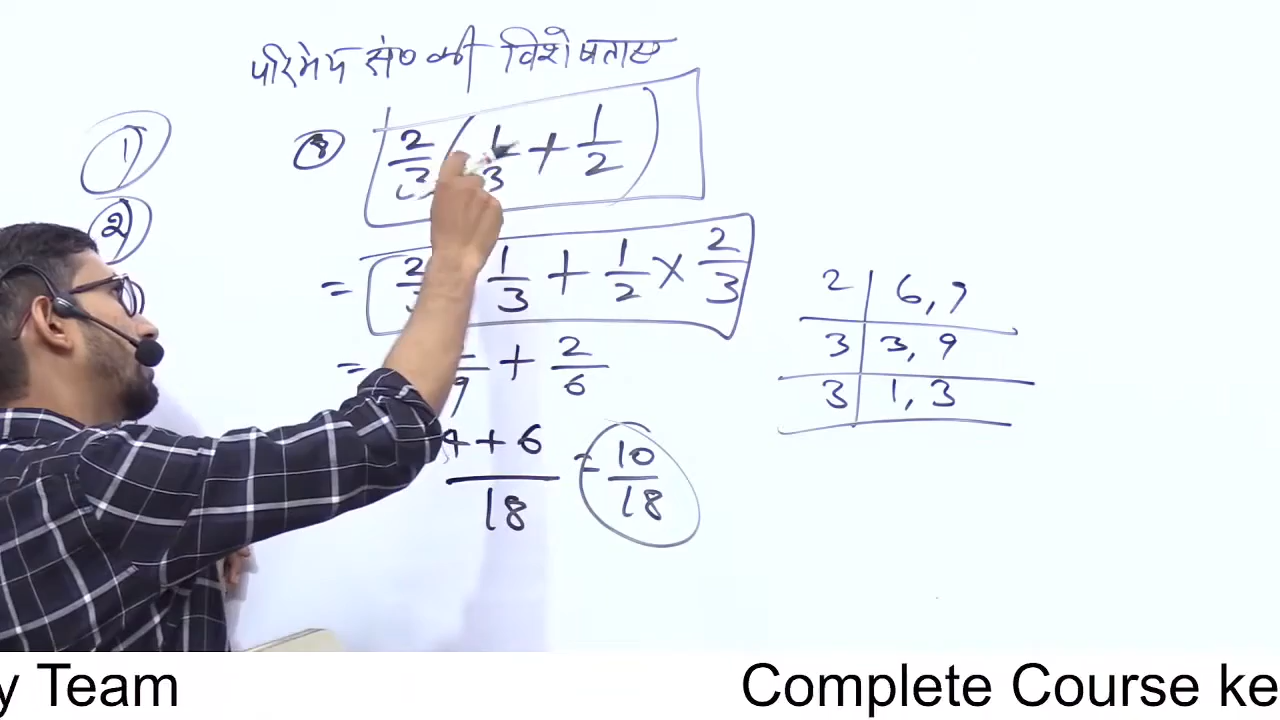 परिमेय सं० की विशेषताए
①
⑧ 2/3 ( 1/3 + 1/2 )
②
= 2/3 1/3 + 1/2 × 2/3
2 | 6, 9
3 | 3, 9
3 | 1, 3
= /9 + 2/6
4+6/18 = 10/18
y Team
Complete Course ke